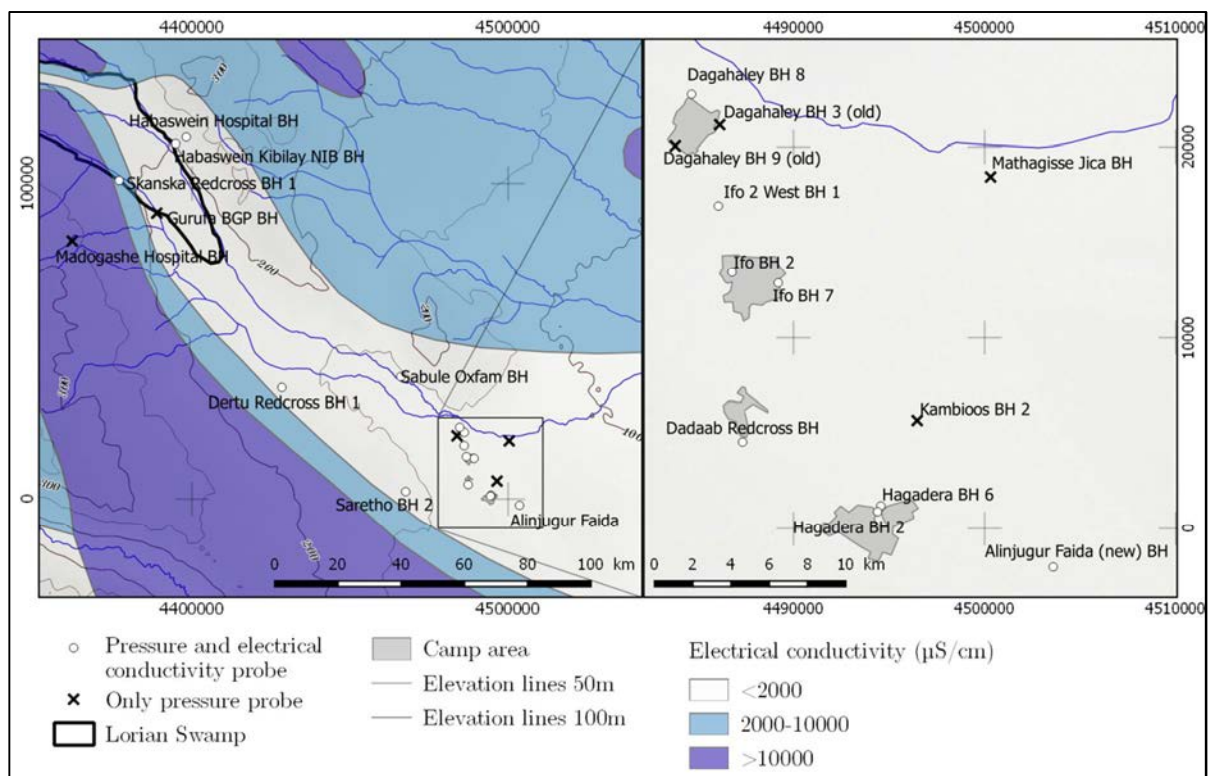 4400000
4500000
4490000
4500000
4510000
100000
0
20000
10000
0
300
200
300
100
300
200
100
Habaswein Hospital BH
Habaswein Kibilay NIB BH
Skanska Redcross BH 1
Gurufa BGP BH
Madogashe Hospital BH
Sabule Oxfam BH
Dertu Redcross BH 1
Saretho BH 2
Alinjugur Faida
0 20 40 60 80 100 km
Dagahaley BH 8
Dagahaley BH 3 (old)
Dagahaley BH 9 (old)
Mathagisse Jica BH
Ifo 2 West BH 1
Ifo BH 2
Ifo BH 7
Kambioos BH 2
Dadaab Redcross BH
Hagadera BH 6
Hagadera BH 2
Alinjugur Faida (new) BH
0 2 4 6 8 10 km
4400000
4500000
4490000
4500000
4510000
Pressure and electrical
conductivity probe
Only pressure probe
Lorian Swamp
Camp area
Elevation lines 50m
Elevation lines 100m
Electrical conductivity (µS/cm)
<2000
2000-10000
>10000